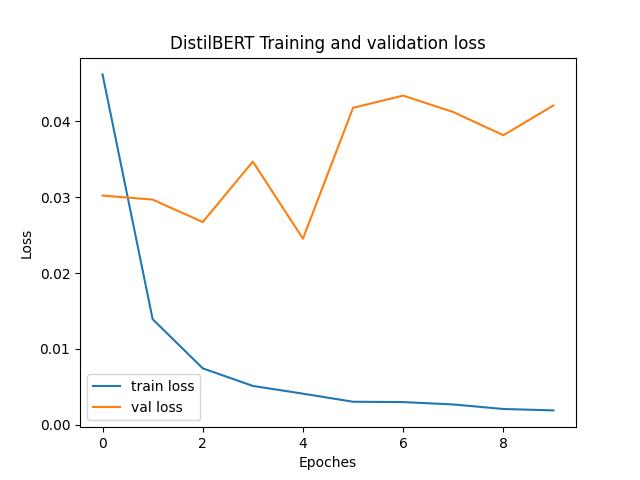 DistilBERT Training and validation loss
Loss
0.04
0.03
0.02
0.01
0.00
train loss
val loss
0 2 4 6 8
Epoches